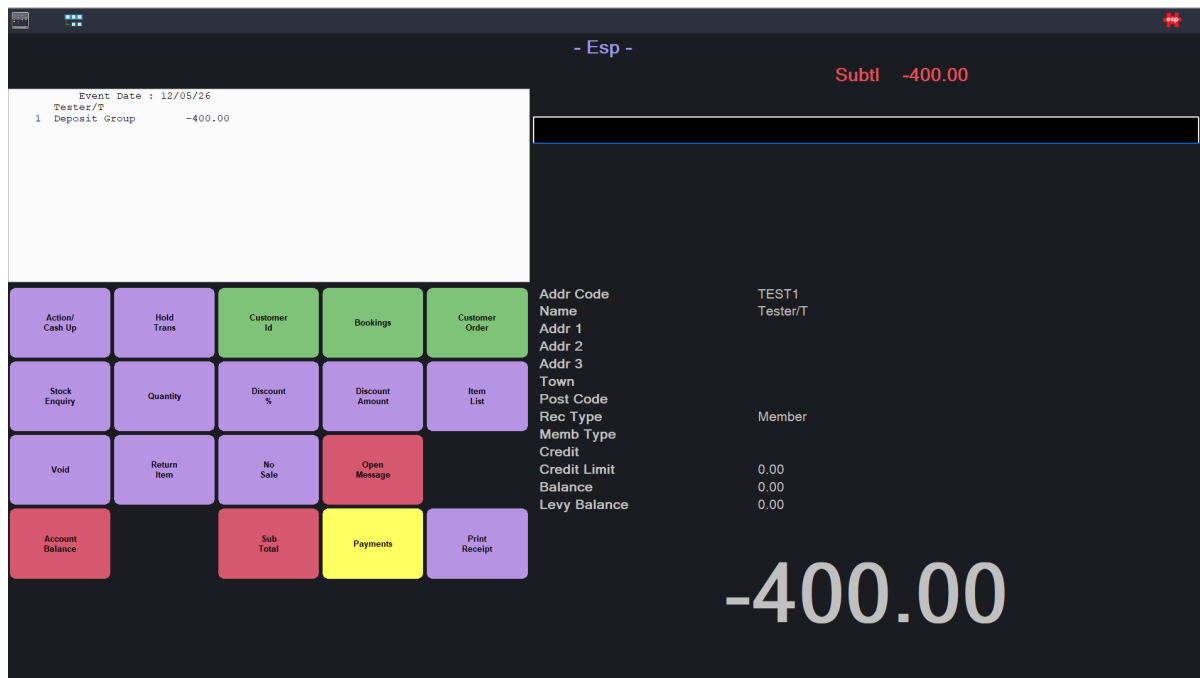 esp
- Esp -
Subtl -400.00
Event Date : 12/05/26
Tester/T
1 Deposit Group -400.00
Action/
Cash Up
Hold
Trans
Customer
Id
Bookings
Customer
Order
Stock
Enquiry
Quantity
Discount
%
Discount
Amount
Item
List
Void
Return
Item
No
Sale
Open
Message
Account
Balance
Sub
Total
Payments
Print
Receipt
Addr Code TEST1
Name Tester/T
Addr 1
Addr 2
Addr 3
Town
Post Code
Rec Type Member
Memb Type
Credit
Credit Limit 0.00
Balance 0.00
Levy Balance 0.00
-400.00